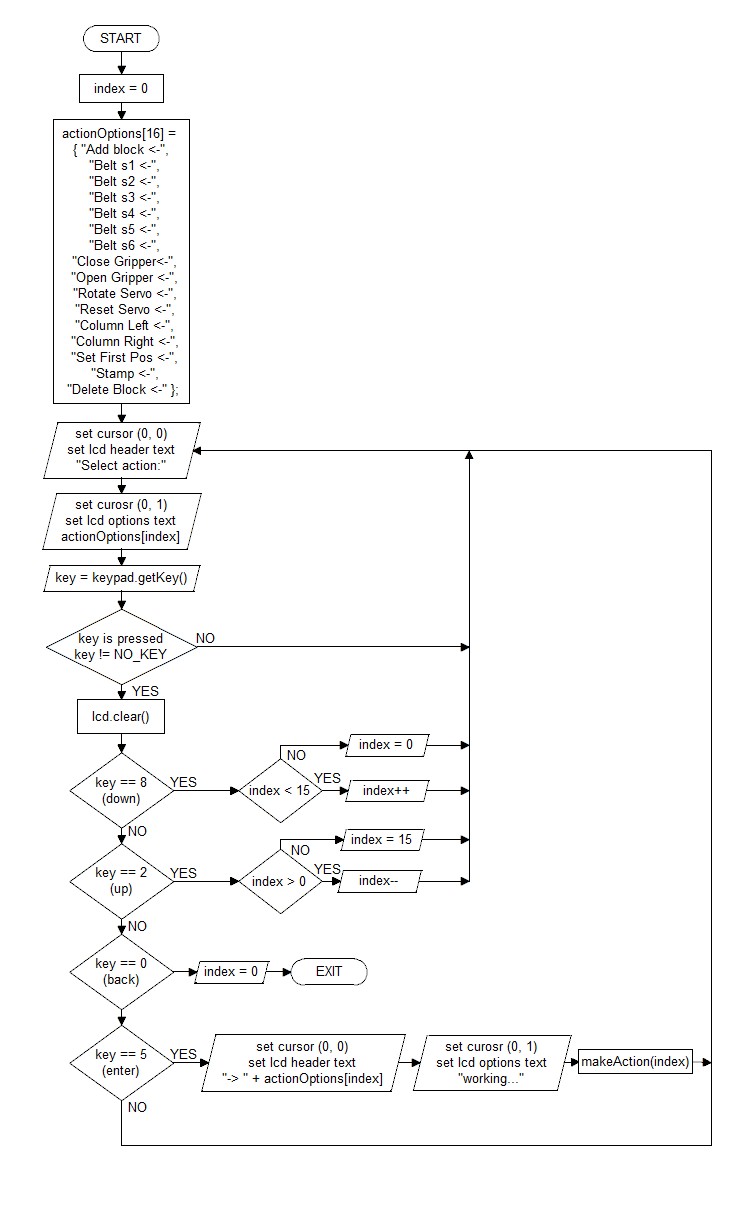 START
index = 0
actionOptions[16] =
{ "Add block <-",
"Belt s1 <-",
"Belt s2 <-",
"Belt s3 <-",
"Belt s4 <-",
"Belt s5 <-",
"Belt s6 <-",
"Close Gripper<-",
"Open Gripper <-",
"Rotate Servo <-",
"Reset Servo <-",
"Column Left <-",
"Column Right <-",
"Set First Pos <-",
"Stamp <-",
"Delete Block <-" };
set cursor (0, 0)
set lcd header text
"Select action:"
set curosr (0, 1)
set lcd options text
actionOptions[index]
key = keypad.getKey()
key is pressed
key != NO_KEY
NO
YES
lcd.clear()
key == 8
(down)
YES
index < 15
NO
index = 0
YES
index++
NO
key == 2
(up)
YES
index > 0
NO
index = 15
YES
index--
NO
key == 0
(back)
index = 0
EXIT
key == 5
(enter)
YES
set cursor (0, 0)
set lcd header text
"-> " + actionOptions[index]
set curosr (0, 1)
set lcd options text
"working..."
makeAction(index)
NO